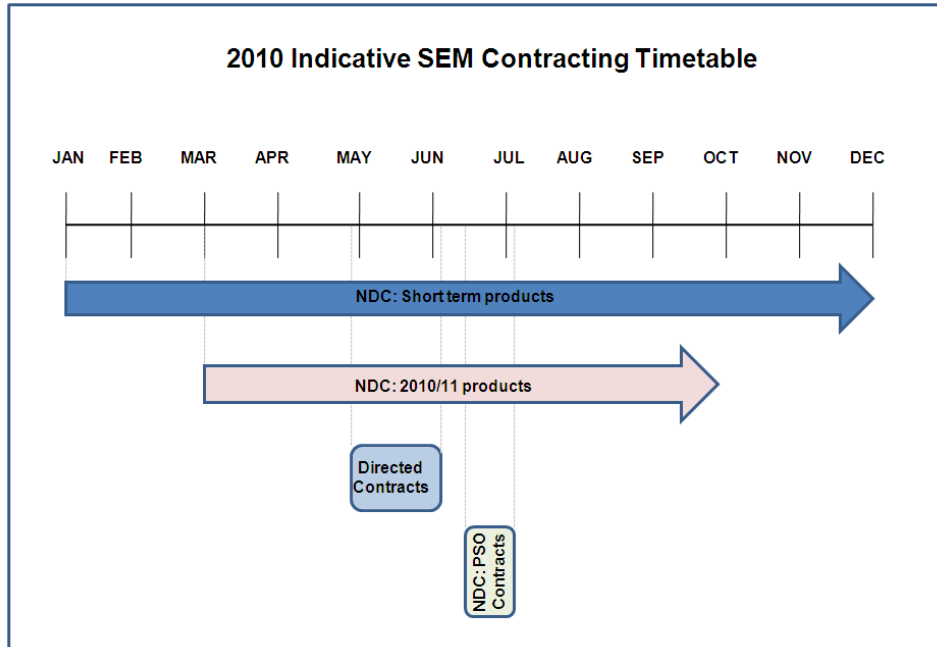 2010 Indicative SEM Contracting Timetable
JAN FEB MAR APR MAY JUN JUL AUG SEP OCT NOV DEC
NDC: Short term products
NDC: 2010/11 products
Directed
Contracts
NDC: PSO
Contracts